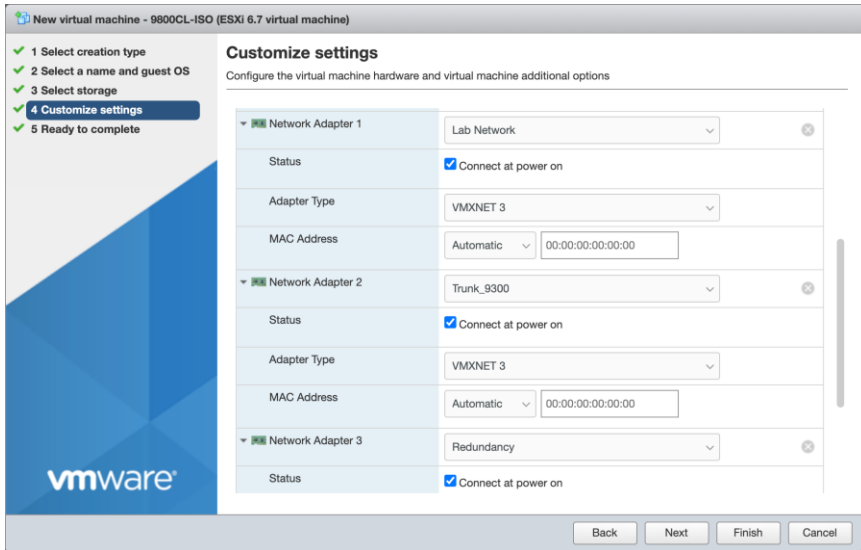 New virtual machine - 9800CL-ISO (ESXi 6.7 virtual machine)
1 Select creation type
2 Select a name and guest OS
3 Select storage
4 Customize settings
5 Ready to complete
vmware®
Customize settings
Configure the virtual machine hardware and virtual machine additional options
Network Adapter 1 Lab Network
Status Connect at power on
Adapter Type VMXNET 3
MAC Address Automatic 00:00:00:00:00:00
Network Adapter 2 Trunk_9300
Status Connect at power on
Adapter Type VMXNET 3
MAC Address Automatic 00:00:00:00:00:00
Network Adapter 3 Redundancy
Status Connect at power on
Back Next Finish Cancel